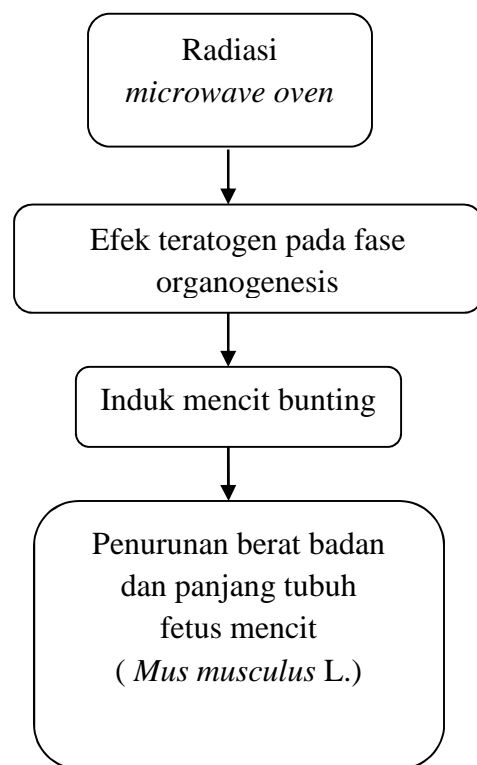 Radiasi
microwave oven
Efek teratogen pada fase
organogenesis
Induk mencit bunting
Penurunan berat badan
dan panjang tubuh
fetus mencit
( Mus musculus L.)